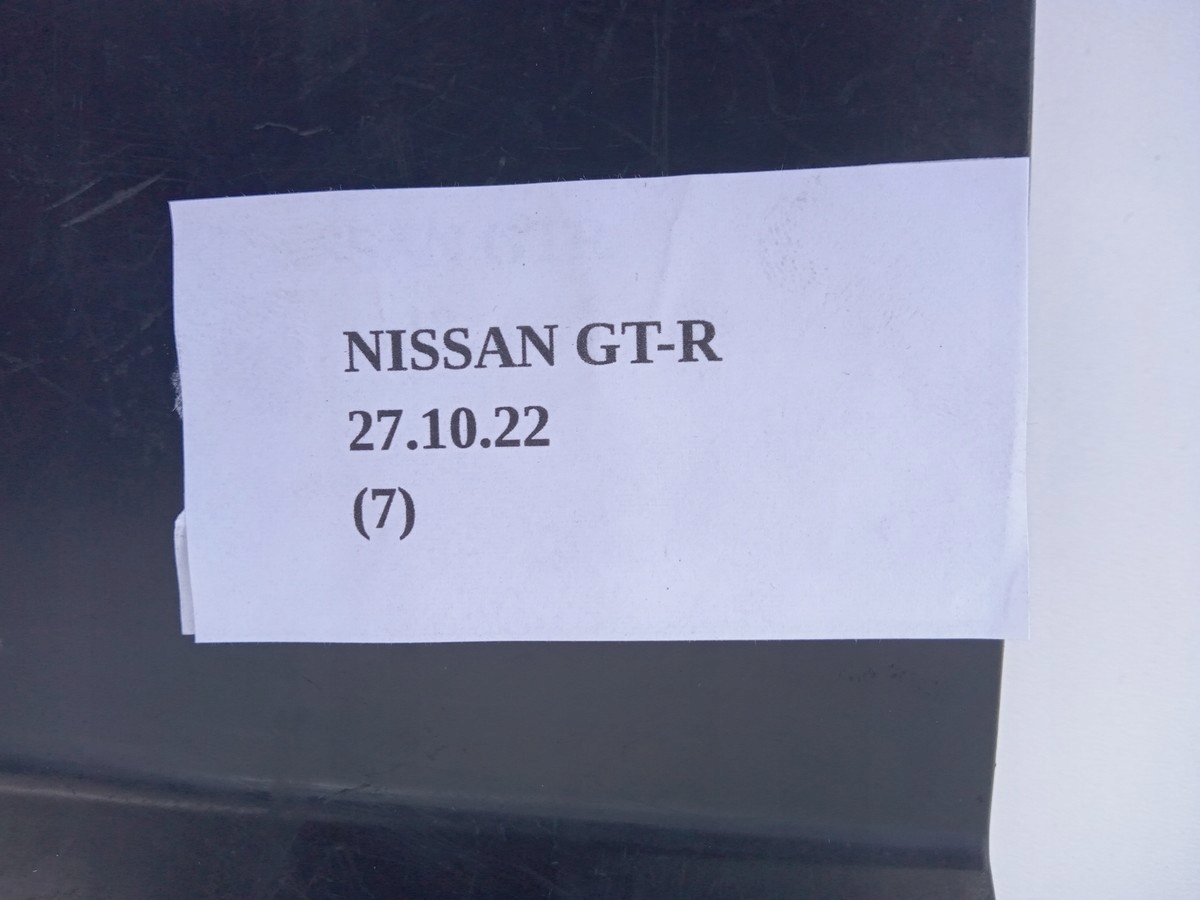 NISSAN GT-R
27.10.22
(7)